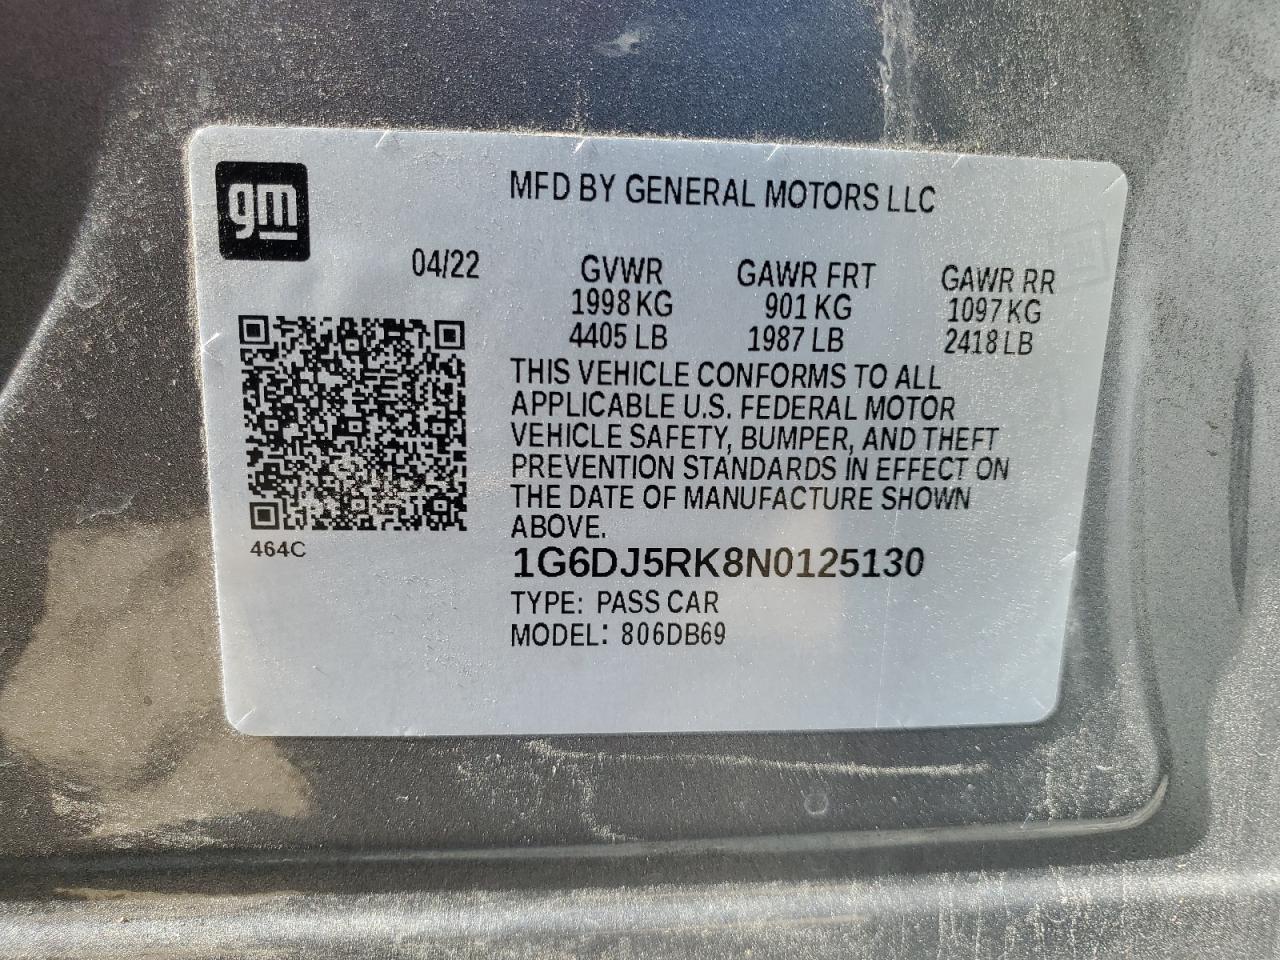 gm
MFD BY GENERAL MOTORS LLC
04/22
GVWR GAWR FRT GAWR RR
1998 KG 901 KG 1097 KG
4405 LB 1987 LB 2418 LB
THIS VEHICLE CONFORMS TO ALL
APPLICABLE U.S. FEDERAL MOTOR
VEHICLE SAFETY, BUMPER, AND THEFT
PREVENTION STANDARDS IN EFFECT ON
THE DATE OF MANUFACTURE SHOWN
ABOVE.
464C
1G6DJ5RK8N0125130
TYPE: PASS CAR
MODEL: 806DB69